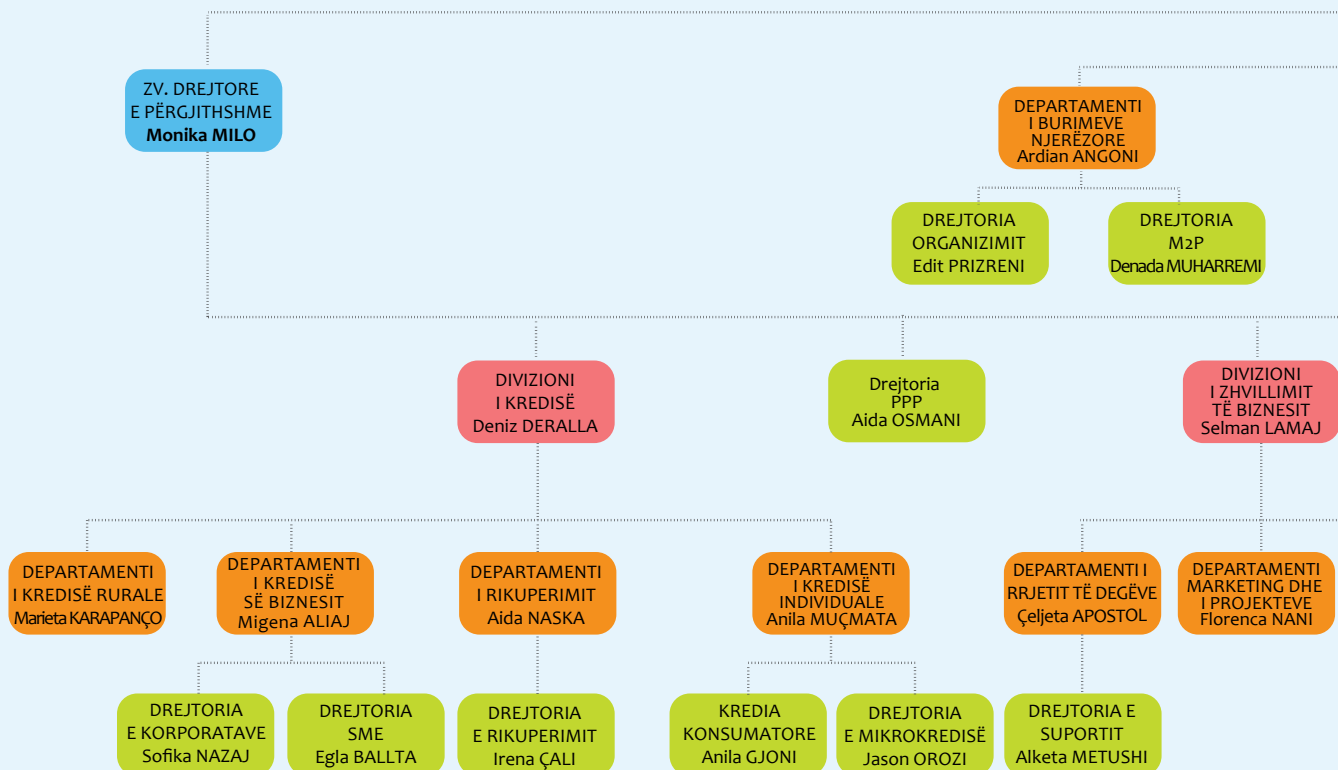 ZV. DREJTORE
E PËRGJITHSHME
Monika MILO
DEPARTAMENTI
I BURIMEVE
NJERËZORE
Ardian ANGONI
DREJTORIA
ORGANIZIMIT
Edit PRIZRENI
DREJTORIA
M2P
Denada MUHARREMI
DIVIZIONI
I KREDISË
Deniz DERALLA
Drejtoria
PPP
Aida OSMANI
DIVIZIONI
I ZHVILLIMIT
TË BIZNESIT
Selman LAMAJ
DEPARTAMENTI
I KREDISË RURALE
Marieta KARAPANÇO
DEPARTAMENTI
I KREDISË
SË BIZNESIT
Migena ALIAJ
DEPARTAMENTI
I RIKUPERIMIT
Aida NASKA
DEPARTAMENTI
I KREDISË
INDIVIDUALE
Anila MUÇMATA
DEPARTAMENTI I
RRJETIT TË DEGËVE
Çeljeta APOSTOL
DEPARTAMENTI
MARKETING DHE
I PROJEKTEVE
Florenca NANI
DREJTORIA
E KORPORATAVE
Sofika NAZAJ
DREJTORIA
SME
Egla BALLTA
DREJTORIA
E RIKUPERIMIT
Irena ÇALI
KREDIA
KONSUMATORE
Anila GJONI
DREJTORIA
E MIKROKREDISË
Jason OROZI
DREJTORIA E
SUPORTIT
Alketa METUSHI